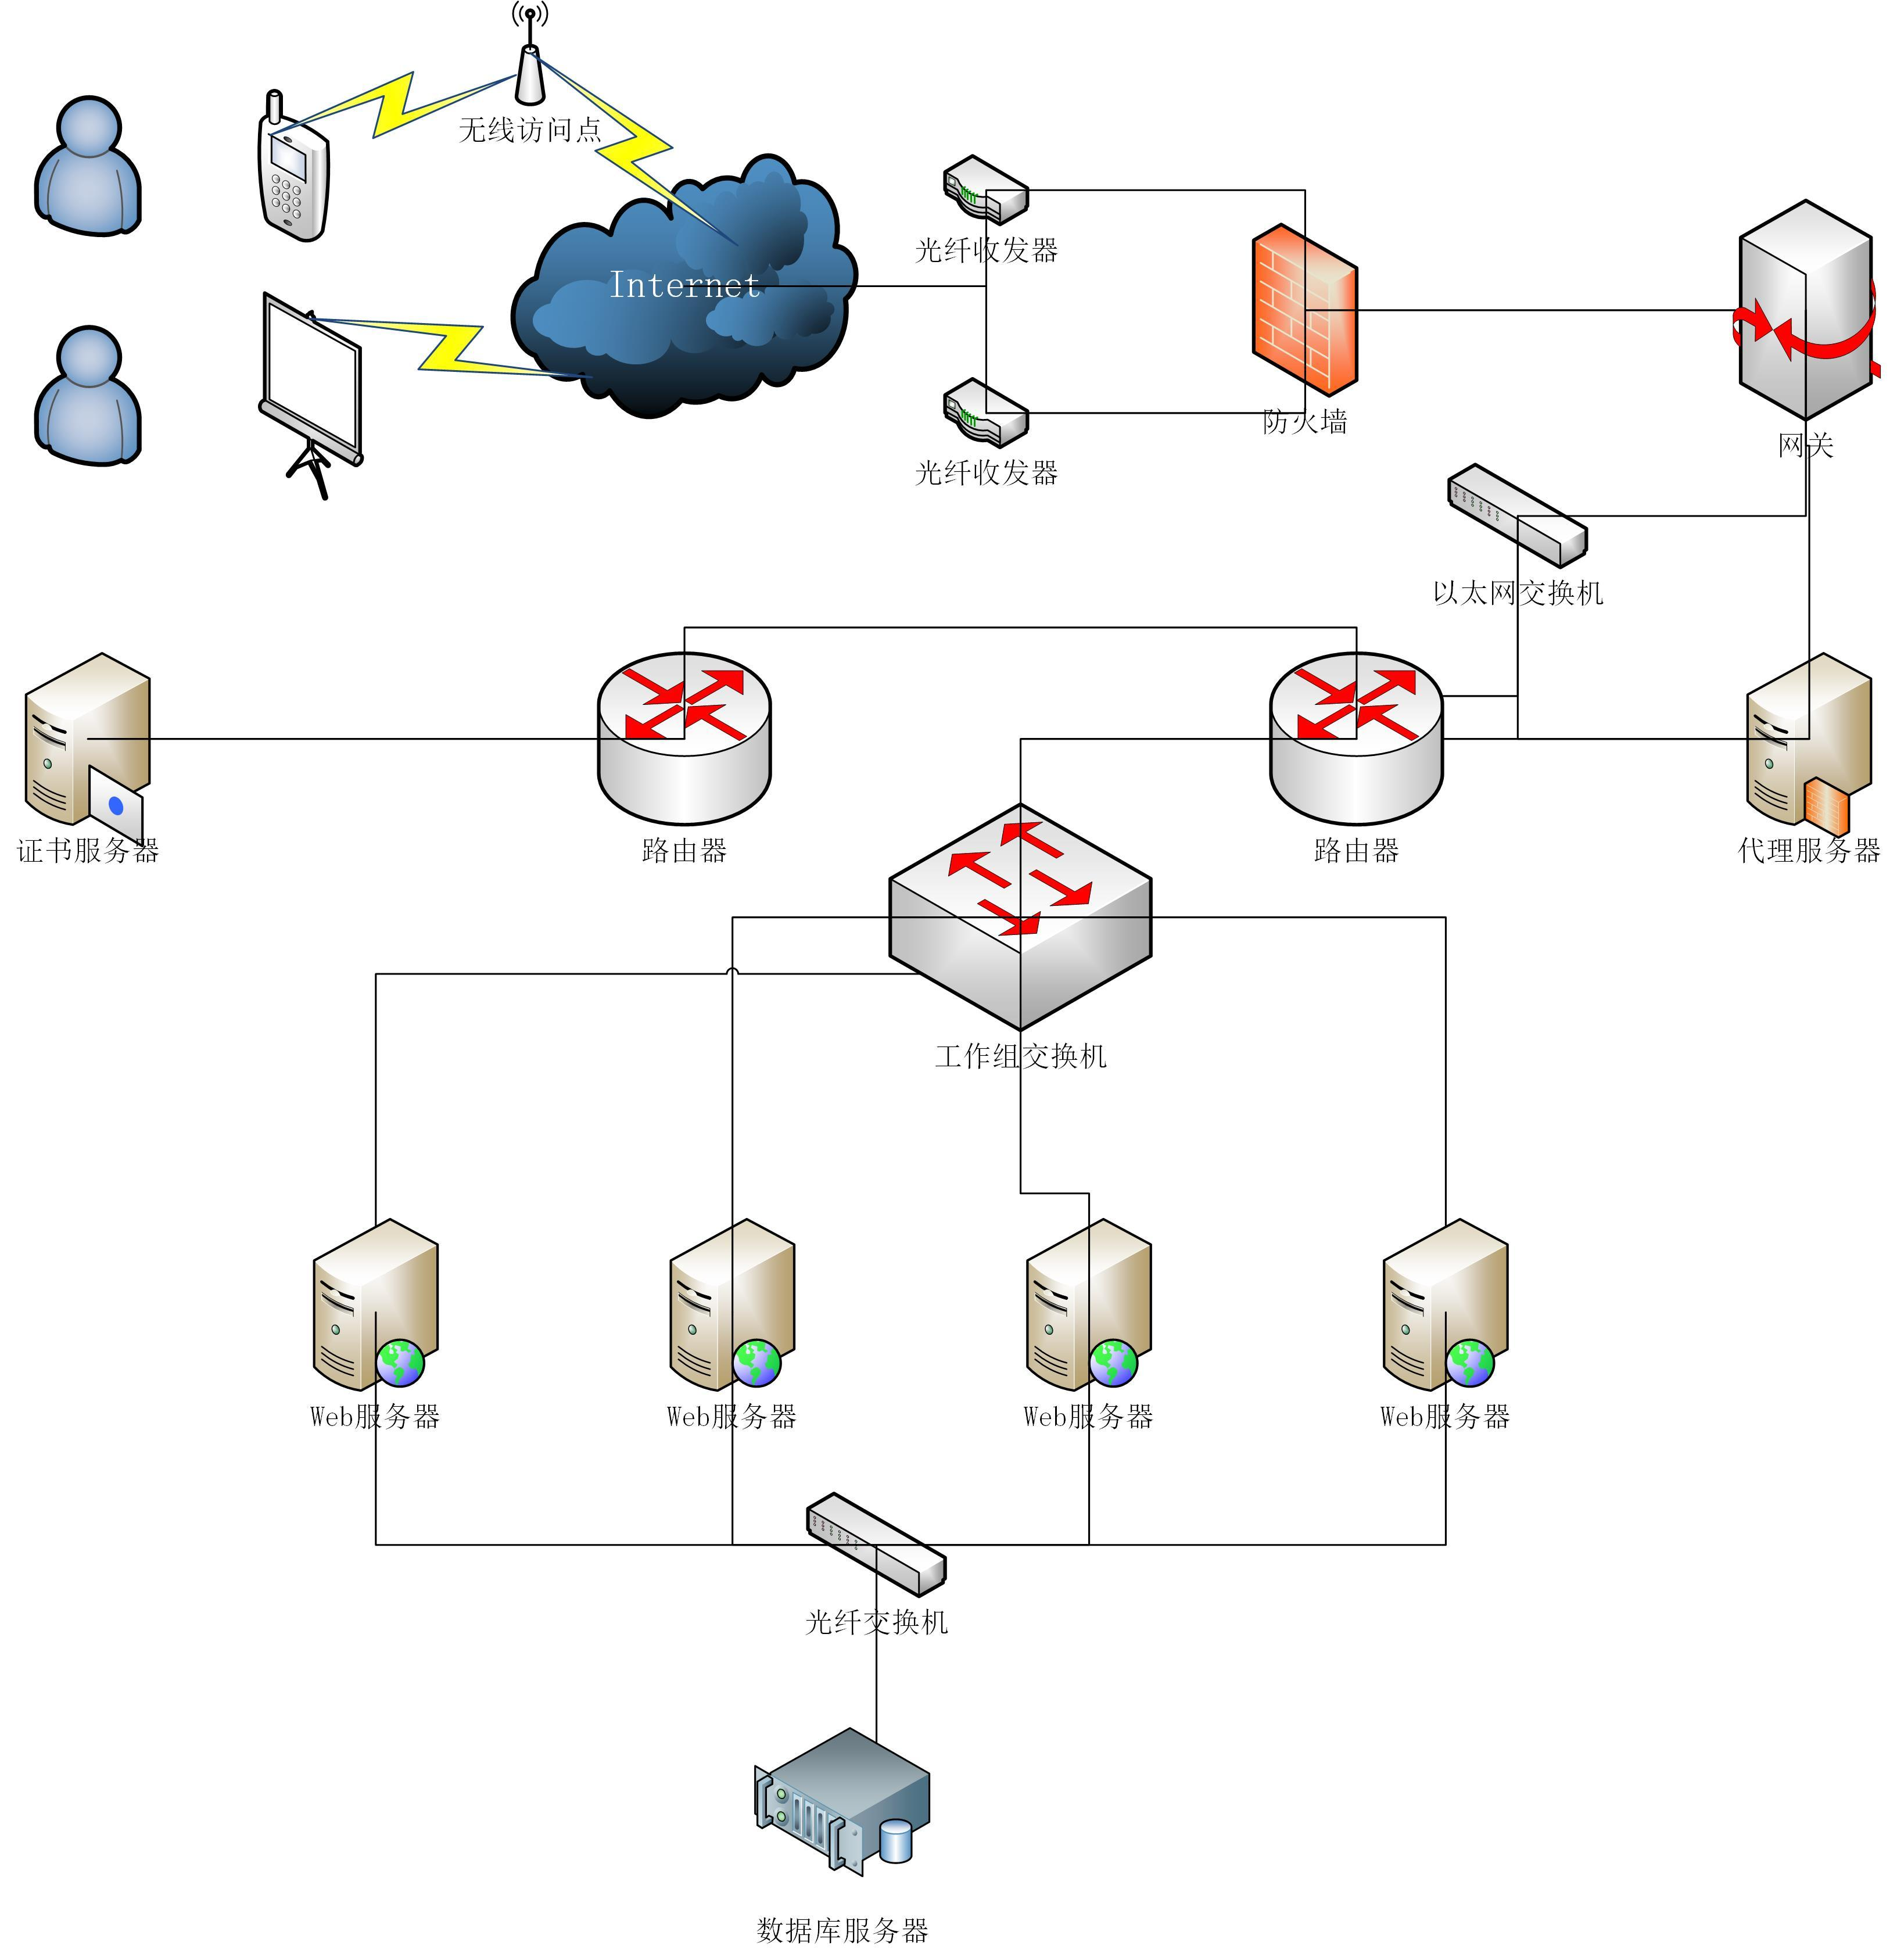 无线访问点
Internet
光纤收发器
光纤收发器
防火墙
网关
以太网交换机
证书服务器
路由器
路由器
代理服务器
工作组交换机
Web服务器
Web服务器
Web服务器
Web服务器
光纤交换机
数据库服务器